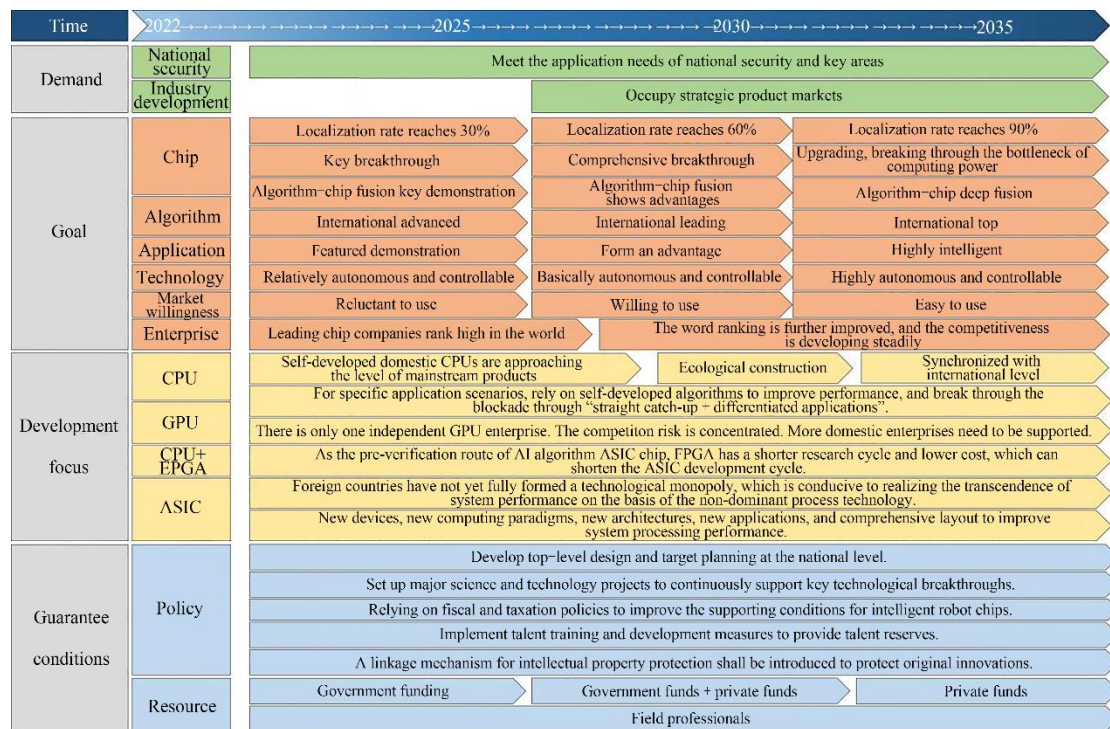 Time
2022
2025
2030
2035
Demand
National
security
Meet the application needs of national security and key areas
Industry
development
Occupy strategic product markets
Goal
Chip
Localization rate reaches 30%
Localization rate reaches 60%
Localization rate reaches 90%
Key breakthrough
Comprehensive breakthrough
Upgrading, breaking through the bottleneck of
computing power
Algorithm-chip fusion key demonstration
Algorithm-chip fusion
shows advantages
Algorithm-chip deep fusion
Algorithm
International advanced
International leading
International top
Application
Featured demonstration
Form an advantage
Highly intelligent
Technology
Relatively autonomous and controllable
Basically autonomous and controllable
Highly autonomous and controllable
Market
willingness
Reluctant to use
Willing to use
Easy to use
Enterprise
Leading chip companies rank high in the world
The word ranking is further improved, and the competitiveness
is developing steadily
Development
focus
CPU
Self-developed domestic CPUs are approaching
the level of mainstream products
Ecological construction
Synchronized with
international level
GPU
For specific application scenarios, rely on self-developed algorithms to improve performance, and break through the
blockade through “straight catch-up + differentiated applications”.
There is only one independent GPU enterprise. The competiton risk is concentrated. More domestic enterprises need to be supported.
CPU+
EPGA
As the pre-verification route of AI algorithm ASIC chip, FPGA has a shorter research cycle and lower cost, which can
shorten the ASIC development cycle.
ASIC
Foreign countries have not yet fully formed a technological monopoly, which is conducive to realizing the transcendence of
system performance on the basis of the non-dominant process technology.
New devices, new computing paradigms, new architectures, new applications, and comprehensive layout to improve
system processing performance.
Guarantee
conditions
Policy
Develop top-level design and target planning at the national level.
Set up major science and technology projects to continuously support key technological breakthroughs.
Relying on fiscal and taxation policies to improve the supporting conditions for intelligent robot chips.
Implement talent training and development measures to provide talent reserves.
A linkage mechanism for intellectual property protection shall be introduced to protect original innovations.
Resource
Government funding
Government funds + private funds
Private funds
Field professionals